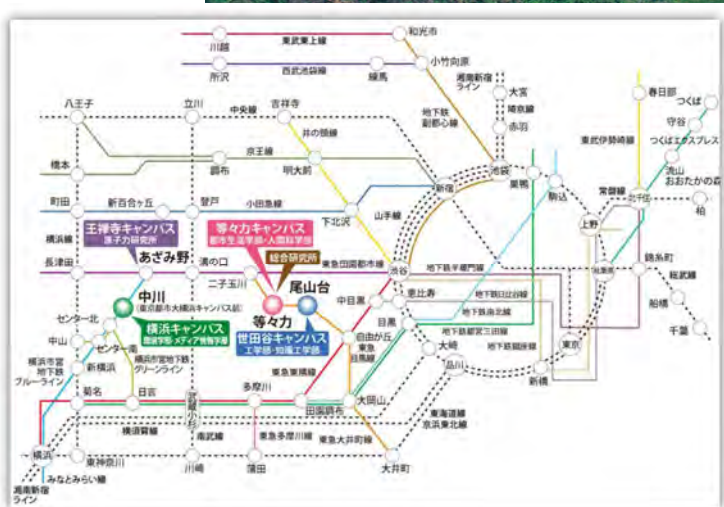 川越
東武東上線
和光市
所沢
西武池袋線
練馬
小竹向原
湘南新宿
ライン
大宮
埼京線
赤羽
地下鉄
副都心線
春日部
つくば
守谷
つくばエクスプレス
東武伊勢崎線
流山
おおたかの森
八王子
立川
中央線
吉祥寺
井の頭線
橋本
京王線
調布
明大前
新宿
池袋
巣鴨
駒込
常磐線
北千住
柏
上野
町田
新百合ヶ丘
登戸
小田急線
下北沢
山手線
王禅寺キャンパス
原子力研究所
等々力キャンパス
都市生活学部・人間科学部
総合研究所
横浜線
長津田
あざみ野
溝の口
二子玉川
尾山台
東急田園都市線
渋谷
地下鉄半蔵門線
秋葉原
錦糸町
総武線
船橋
千葉
中川
(東京都市大横浜キャンパス前)
等々力
世田谷キャンパス
工学部・知識工学部
中目黒
恵比寿
地下鉄日比谷線
地下鉄南北線
目黒
地下鉄都営三田線
地下鉄銀座線
センター北
横浜キャンパス
環境学部・メディア情報学部
中山
センター南
自由が丘
東急
目黒線
大崎
東京
品川
新橋
横浜市営
地下鉄
ブルーライン
新横浜
横浜市営地下鉄
グリーンライン
東急東横線
菊名
日吉
武蔵小杉
多摩川
田園調布
大岡山
横須賀線
南武線
東急多摩川線
東急大井町線
東海道線
京浜東北線
横浜
東神奈川
川崎
蒲田
大井町
みなとみらい線
湘南新宿
ライン